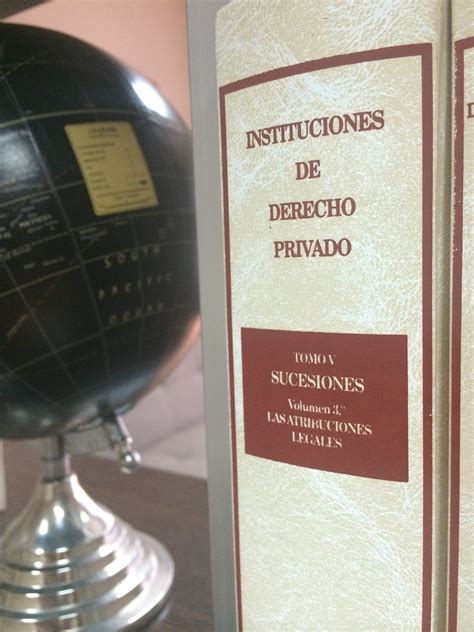 INSTITUCIONES
DE
DERECHO
PRIVADO
TOMO V
SUCESIONES
Volumen 3.º
LAS ATRIBUCIONES
LEGALES
SOUTH
PACIFIC
OCEAN